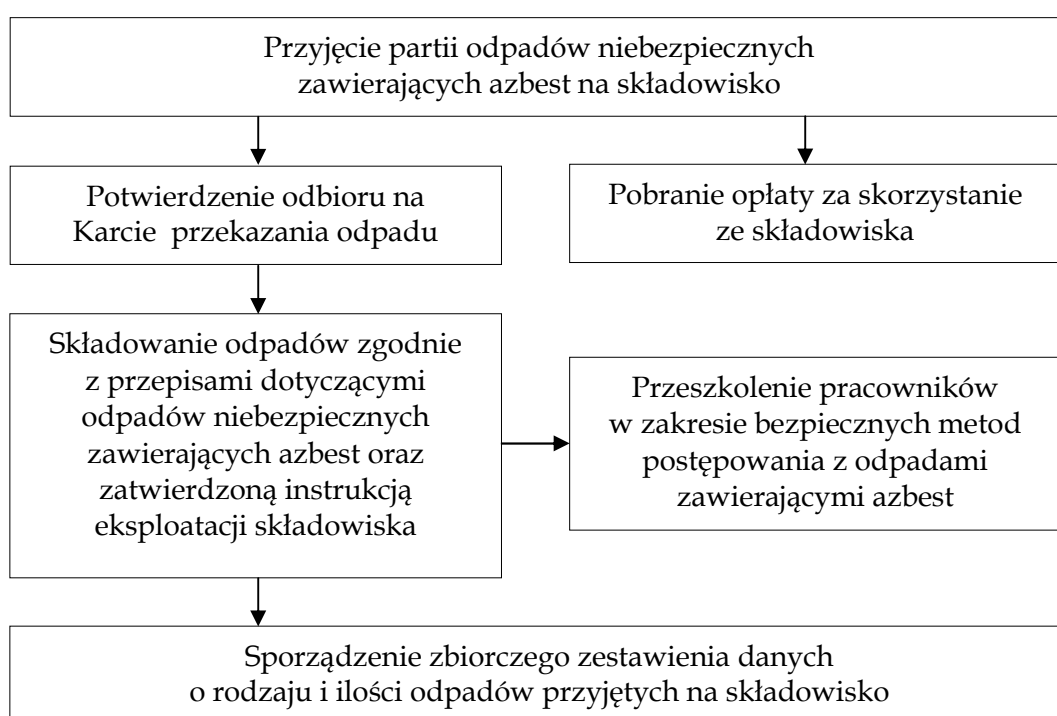 Przyjęcie partii odpadów niebezpiecznych
zawierających azbest na składowisko
Potwierdzenie odbioru na
Karcie przekazania odpadu
Pobranie opłaty za skorzystanie
ze składowiska
Składowanie odpadów zgodnie
z przepisami dotyczącymi
odpadów niebezpiecznych
zawierających azbest oraz
zatwierdzoną instrukcją
eksploatacji składowiska
Przeszkolenie pracowników
w zakresie bezpiecznych metod
postępowania z odpadami
zawierającymi azbest
Sporządzenie zbiorczego zestawienia danych
o rodzaju i ilości odpadów przyjętych na składowisko